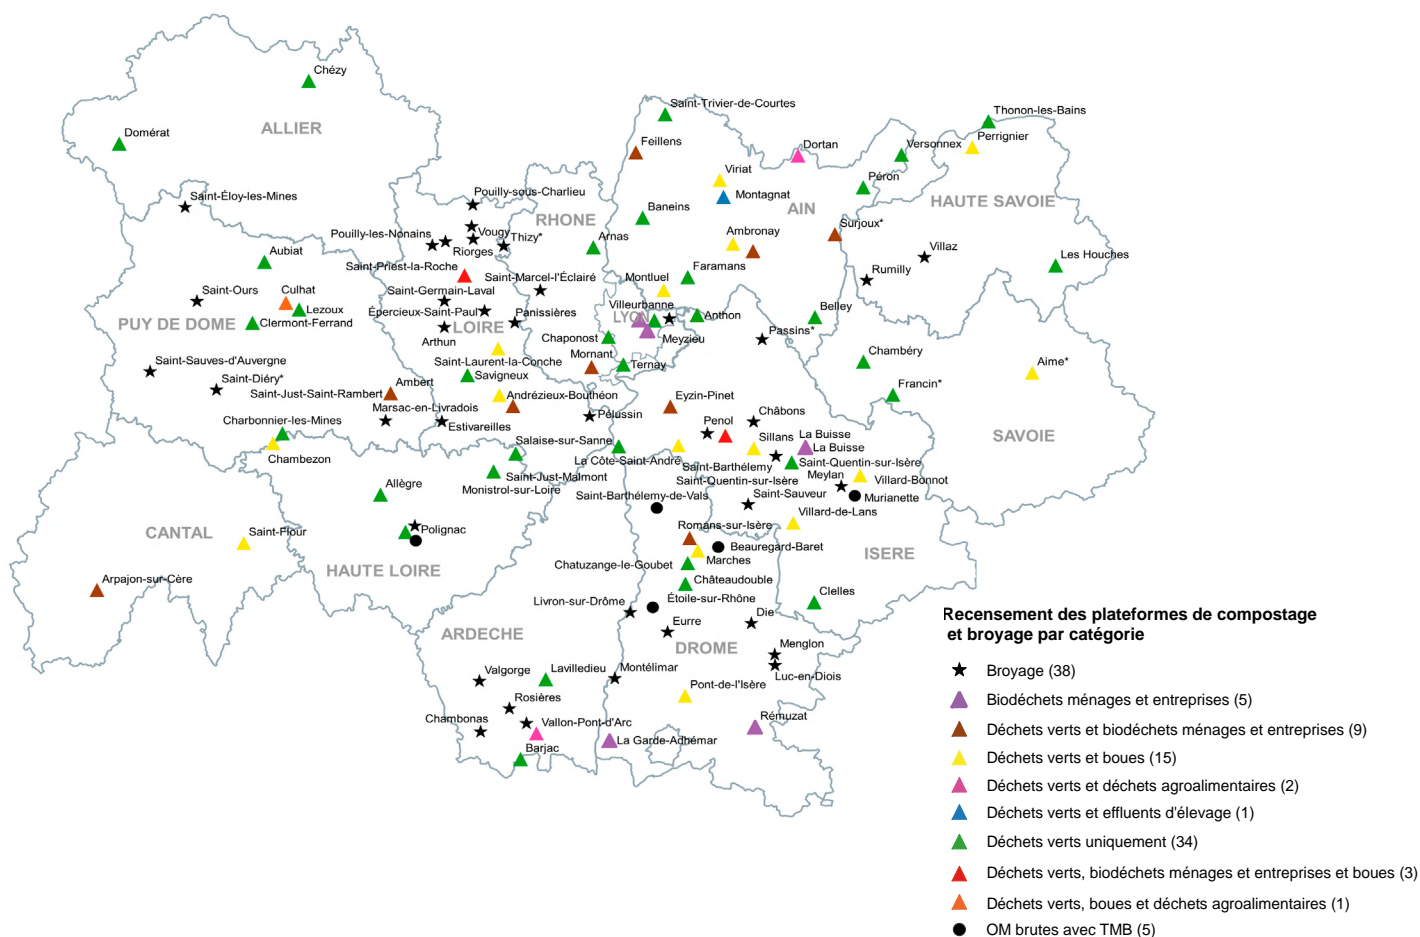 Chézy
Domérat
ALLIER
Saint-Trivier-de-Courtes
Thonon-les-Bains
Feillens
Dortan
Versonnex
Perrignier
Viriat
Péron
Montagnat
Saint-Éloy-les-Mines
Pouilly-sous-Charlieu
RHONE
Baneins
AIN
HAUTE SAVOIE
Vougy
Pouilly-les-Nonains
Thizy*
Riorges
Arnas
Ambronay
Surjoux*
Villaz
Aubiat
Saint-Priest-la-Roche
Saint-Marcel-l'Éclairé
Montluel
Faramans
Rumilly
Les Houches
Saint-Ours
Culhat
Saint-Germain-Laval
Lezoux
Épercieux-Saint-Paul
Panissières
Villeurbanne
LYON
Anthon
Belley
PUY DE DOME
Clermont-Ferrand
LOIRE
Arthun
Chaponost
Meyzieu
Passins*
Saint-Sauves-d'Auvergne
Saint-Laurent-la-Conche
Mornant
Ternay
Chambéry
Aime*
Saint-Diéry*
Savigneux
Saint-Just-Saint-Rambert
Ambert
Andrézieux-Bouthéon
Eyzin-Pinet
Francin*
Marsac-en-Livradois
Estivareilles
Pélussin
Penol
Châbons
Charbonnier-les-Mines
Chambezon
Salaise-sur-Sanne
La Côte-Saint-André
Sillans
La Buisse
La Buisse
SAVOIE
Saint-Just-Malmont
Monistrol-sur-Loire
Saint-Barthélemy
Saint-Quentin-sur-Isère
Saint-Quentin-sur-Isère
Meylan
Villard-Bonnot
Allègre
Saint-Barthélemy-de-Vals
Saint-Sauveur
Murianette
Villard-de-Lans
CANTAL
Saint-Flour
Polignac
Romans-sur-Isère
Beauregard-Baret
Marches
ISERE
HAUTE LOIRE
Chatuzange-le-Goubet
Châteaudouble
Arpajon-sur-Cère
Livron-sur-Drôme
Étoile-sur-Rhône
Clelles
Eurre
Die
ARDECHE
DROME
Menglon
Luc-en-Diois
Valgorge
Lavilledieu
Montélimar
Pont-de-l'Isère
Rosières
Chambonas
Vallon-Pont-d'Arc
Rémuzat
La Garde-Adhémar
Barjac
Recensement des plateformes de compostage
et broyage par catégorie
Broyage (38)
Biodéchets ménages et entreprises (5)
Déchets verts et biodéchets ménages et entreprises (9)
Déchets verts et boues (15)
Déchets verts et déchets agroalimentaires (2)
Déchets verts et effluents d'élevage (1)
Déchets verts uniquement (34)
Déchets verts, biodéchets ménages et entreprises et boues (3)
Déchets verts, boues et déchets agroalimentaires (1)
OM brutes avec TMB (5)